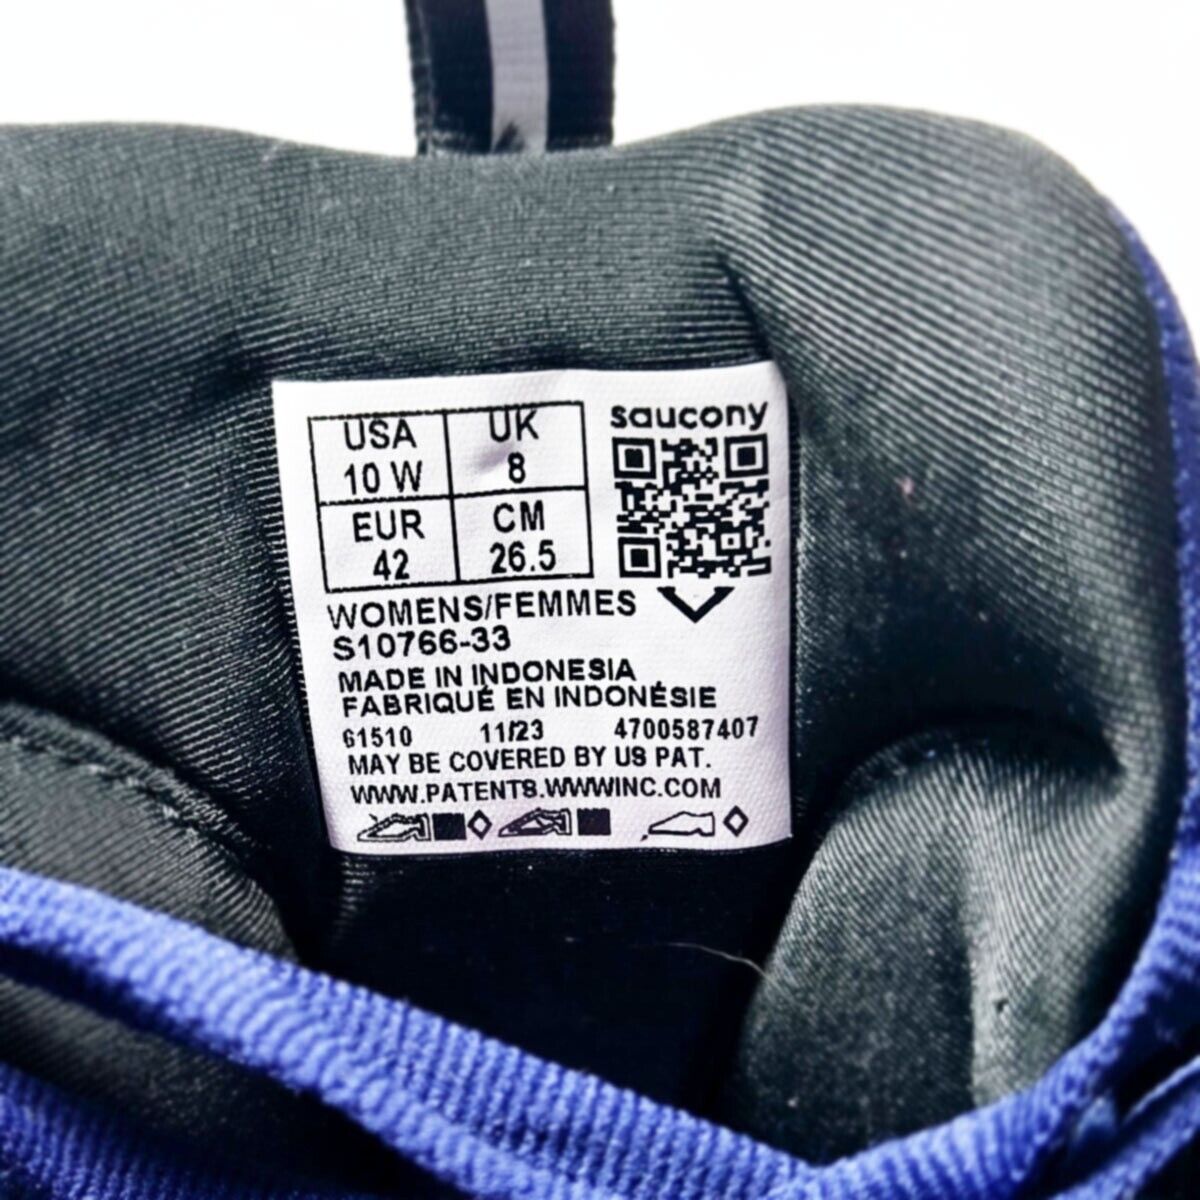 USA UK
10 W 8
EUR CM
42 26.5
saucony
WOMENS/FEMMES
S10766-33
MADE IN INDONESIA
FABRIQUÉ EN INDONÉSIE
61510 11/23 4700587407
MAY BE COVERED BY US PAT.
WWW.PATENTS.WWWINC.COM